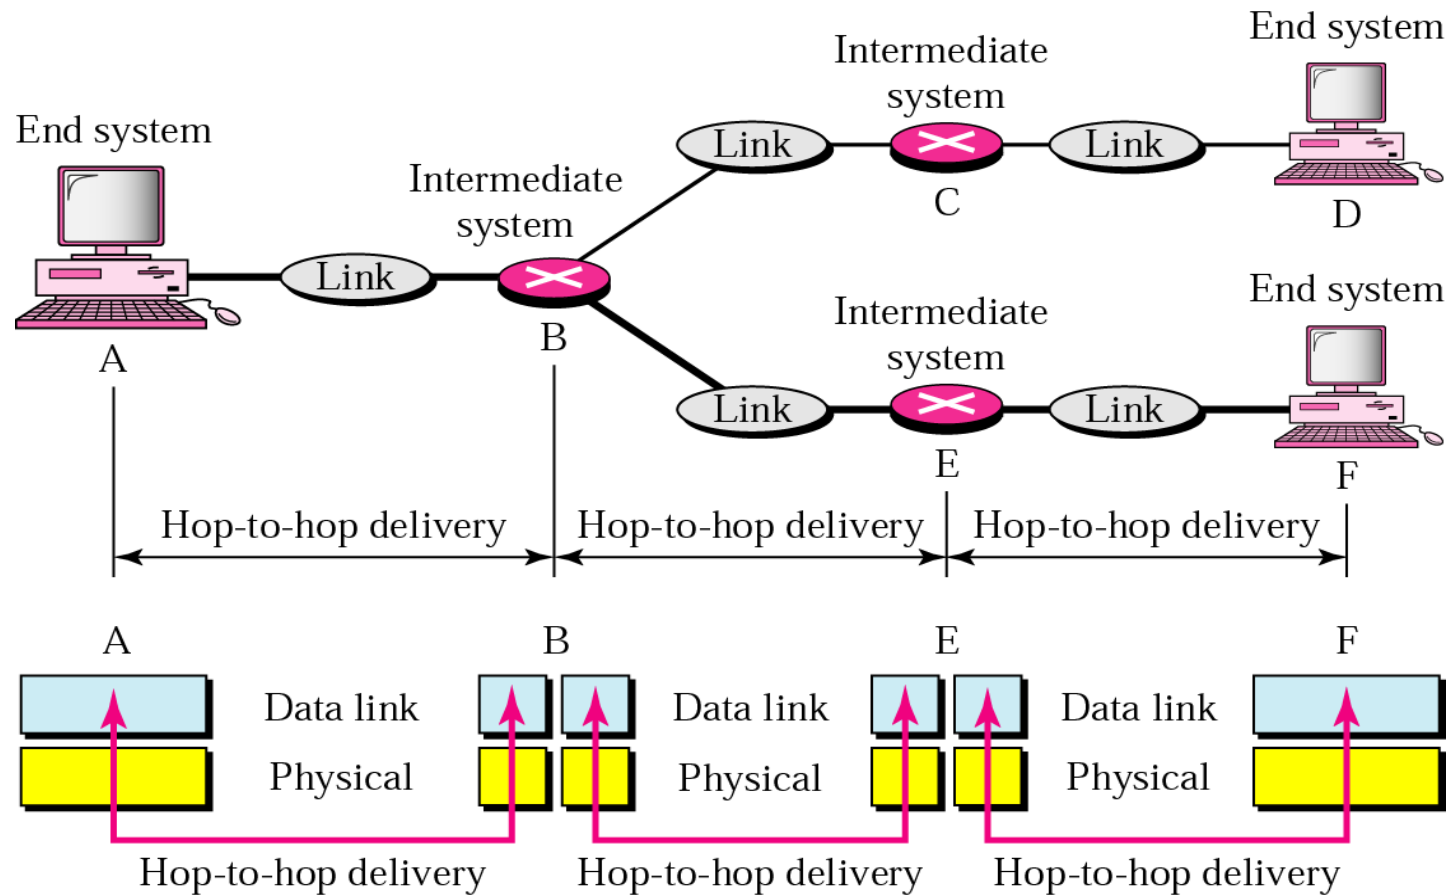 End system
Intermediate
system
End system
Link
Link
C
D
Intermediate
system
Link
B
A
End system
Intermediate
system
Link
Link
E
F
Hop-to-hop delivery
Hop-to-hop delivery
Hop-to-hop delivery
A
B
E
F
Data link
Data link
Data link
Physical
Physical
Physical
Hop-to-hop delivery
Hop-to-hop delivery
Hop-to-hop delivery